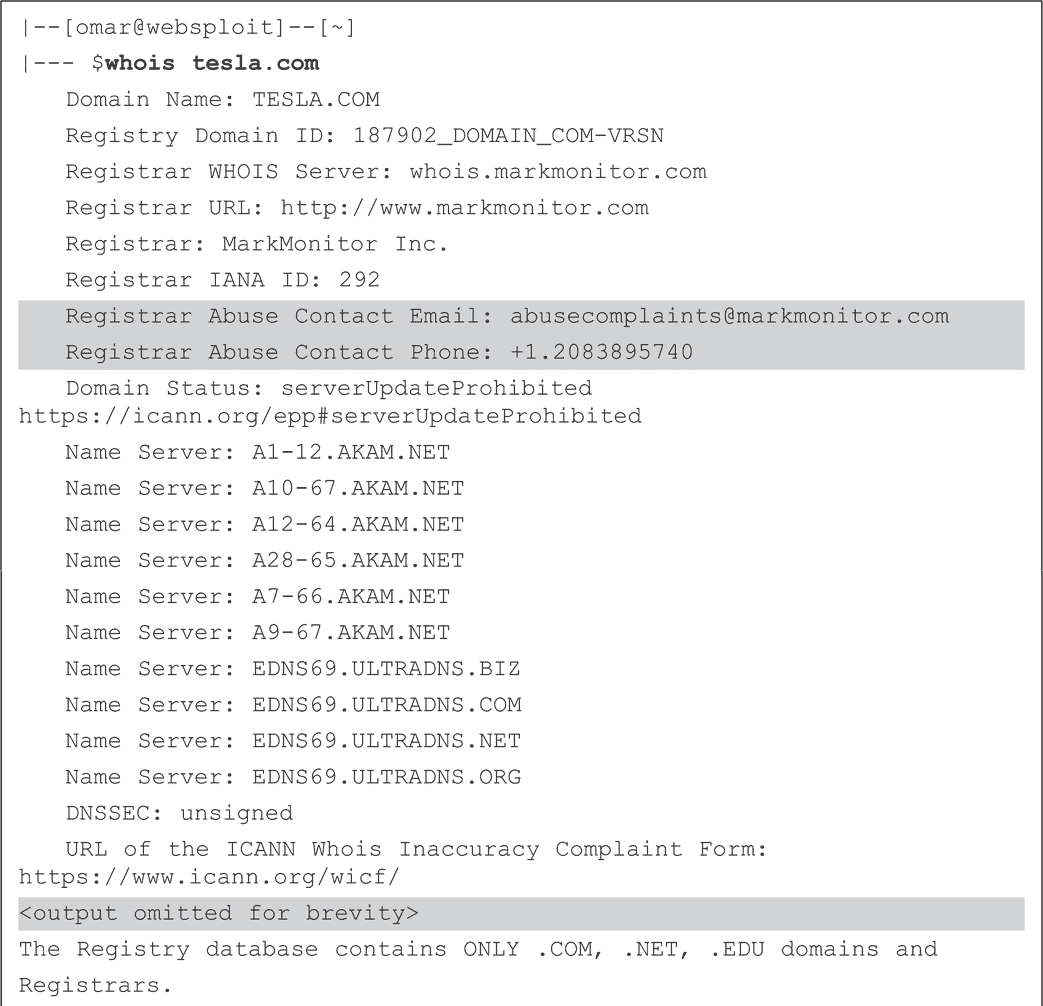 |--[omar@websploit]--[~]
|--- $whois tesla.com
Domain Name: TESLA.COM
Registry Domain ID: 187902_DOMAIN_COM-VRSN
Registrar WHOIS Server: whois.markmonitor.com
Registrar URL: http://www.markmonitor.com
Registrar: MarkMonitor Inc.
Registrar IANA ID: 292
Registrar Abuse Contact Email: abusecomplaints@markmonitor.com
Registrar Abuse Contact Phone: +1.2083895740
Domain Status: serverUpdateProhibited
https://icann.org/epp#serverUpdateProhibited
Name Server: A1-12.AKAM.NET
Name Server: A10-67.AKAM.NET
Name Server: A12-64.AKAM.NET
Name Server: A28-65.AKAM.NET
Name Server: A7-66.AKAM.NET
Name Server: A9-67.AKAM.NET
Name Server: EDNS69.ULTRADNS.BIZ
Name Server: EDNS69.ULTRADNS.COM
Name Server: EDNS69.ULTRADNS.NET
Name Server: EDNS69.ULTRADNS.ORG
DNSSEC: unsigned
URL of the ICANN Whois Inaccuracy Complaint Form:
https://www.icann.org/wicf/
<output omitted for brevity>
The Registry database contains ONLY .COM, .NET, .EDU domains and
Registrars.